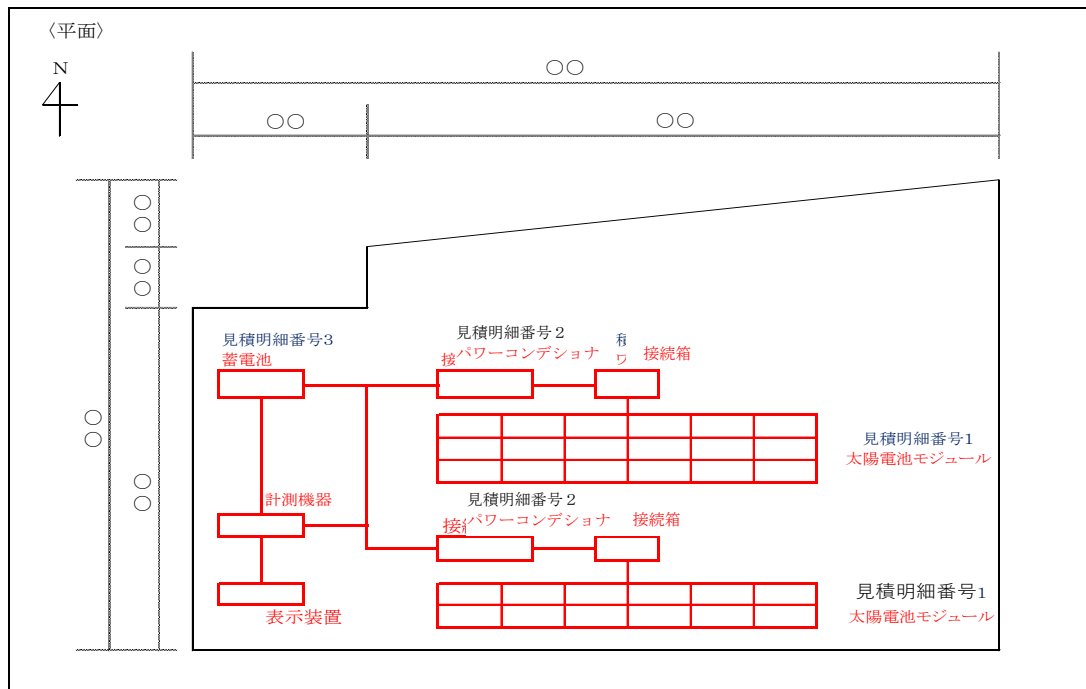 〈平面〉
N
○○
○○
○○
○○
○○
○○
○○
見積明細番号3
蓄電池
見積明細番号２
パワーコンデショナ
接続箱
見積明細番号1
太陽電池モジュール
計測機器
見積明細番号２
パワーコンデショナ
接続箱
表示装置
見積明細番号1
太陽電池モジュール